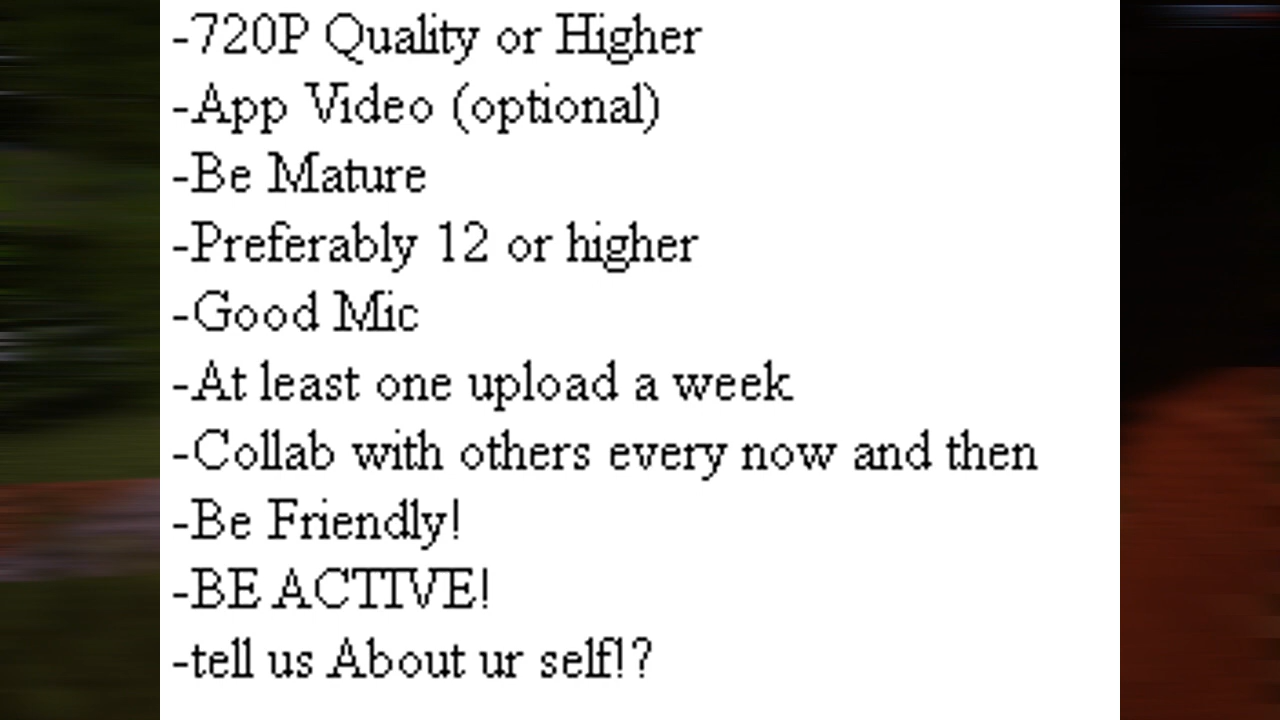 -720P Quality or Higher
-App Video (optional)
-Be Mature
-Preferably 12 or higher
-Good Mic
-At least one upload a week
-Collab with others every now and then
-Be Friendly!
-BE ACTIVE!
-tell us About ur self!?